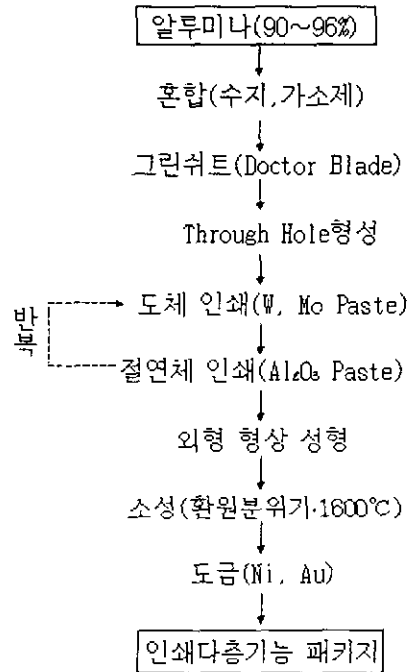 알루미나(90~96%)
혼합(수지,가소제)
그린쉬트(Doctor Blade)
Through Hole형성
도체 인쇄(W, Mo Paste)
반복
절연체 인쇄(Al₂O₃ Paste)
외형 형상 성형
소성(환원분위기·1600℃)
도금(Ni, Au)
인쇄다층기능 패키지